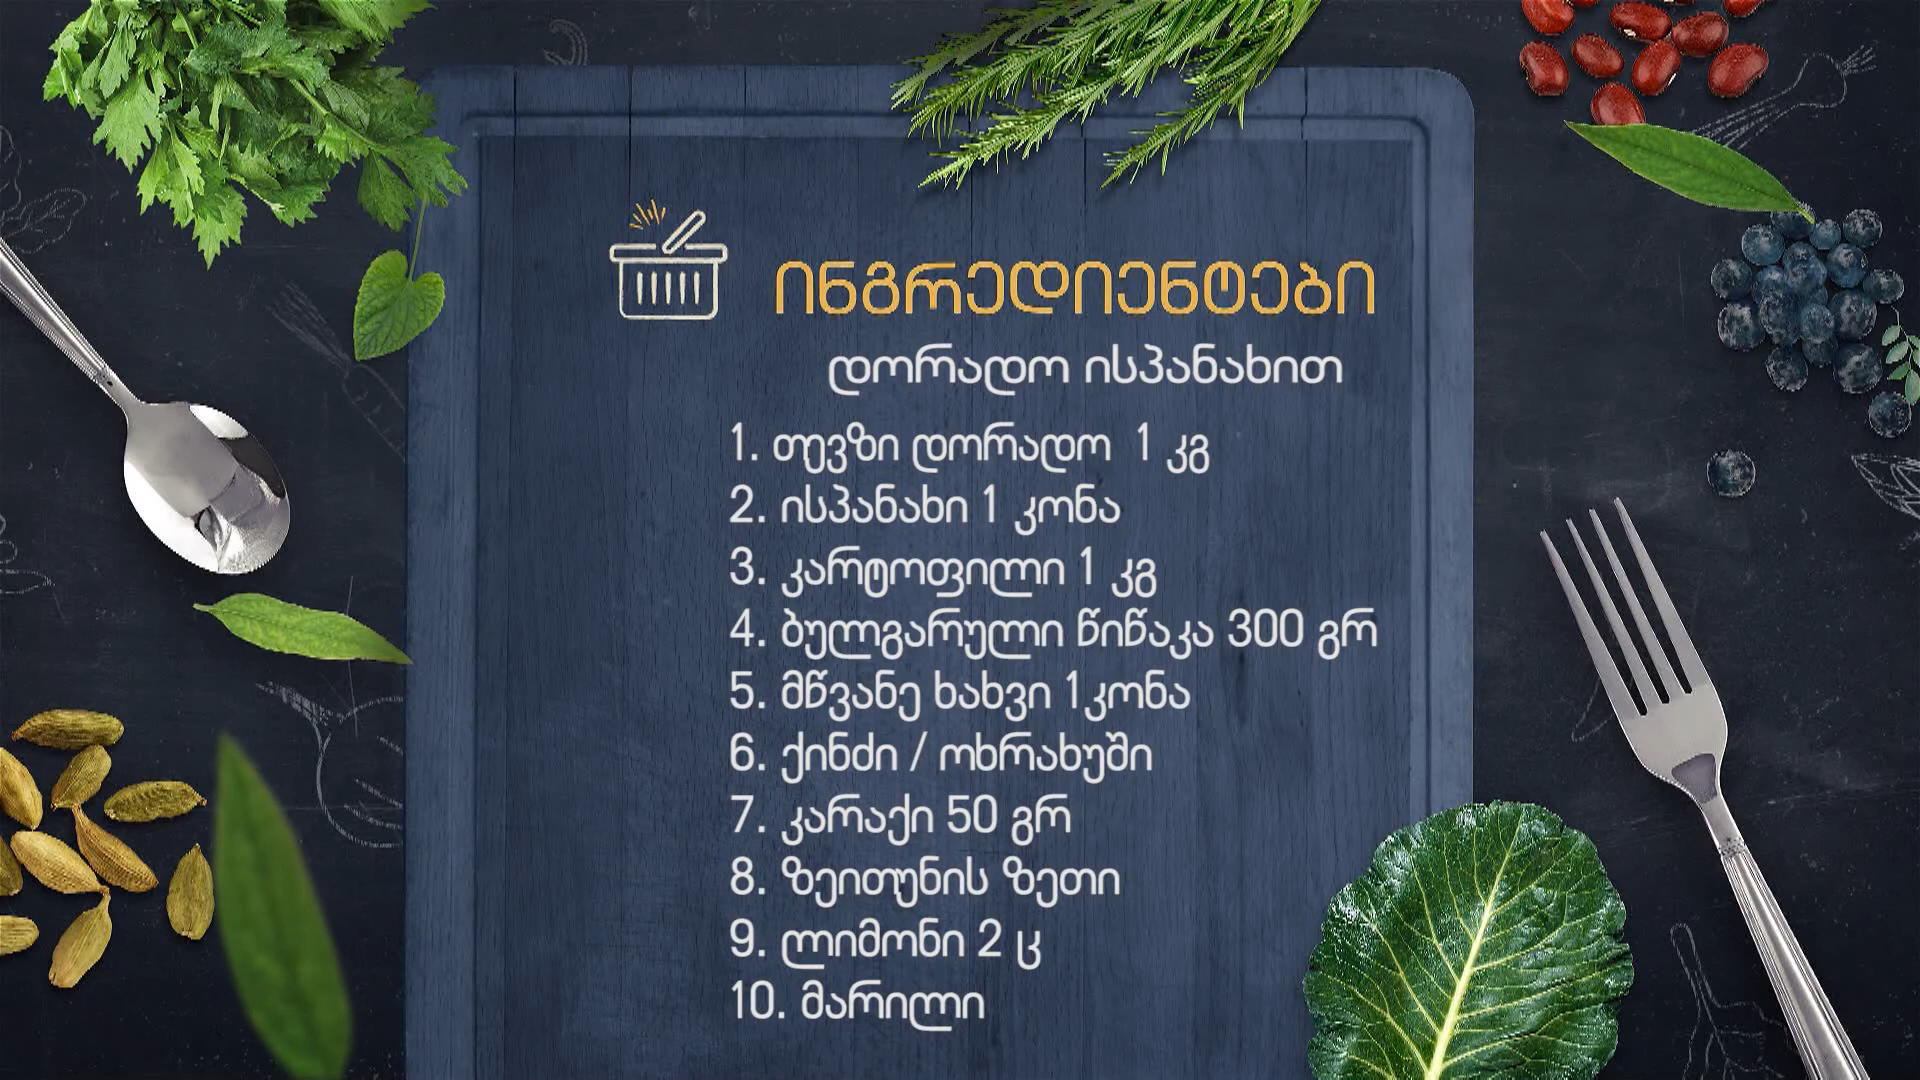 ინგრედიენტები
დორადო ისპანახით
1. თევზი დორადო 1 კგ
2. ისპანახი 1 კონა
3. კარტოფილი 1 კგ
4. ბულგარული წიწაკა 300 გრ
5. მწვანე ხახვი 1კონა
6. ქინძი / ოხრახუში
7. კარაქი 50 გრ
8. ზეითუნის ზეთი
9. ლიმონი 2 ც
10. მარილი